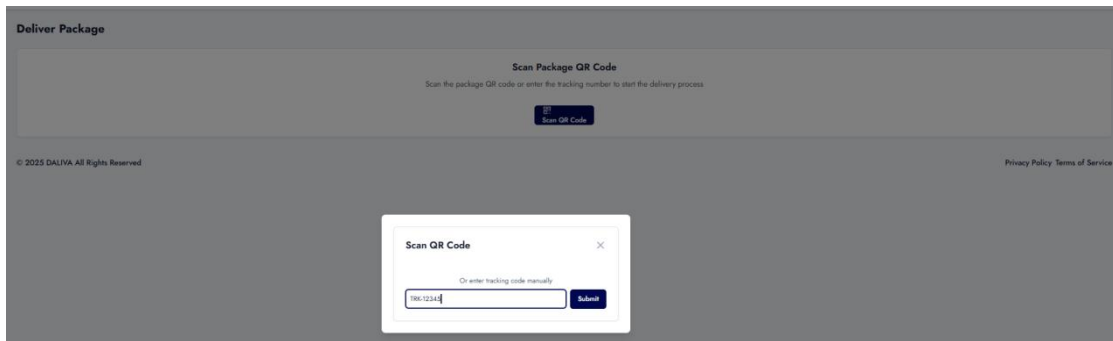 Deliver Package
Scan Package QR Code
Scan the package QR code or enter the tracking number to start the delivery process
Scan QR Code
© 2025 DALIVA All Rights Reserved
Privacy Policy Terms of Service
Scan QR Code
Or enter tracking code manually
TRK-12345
Submit